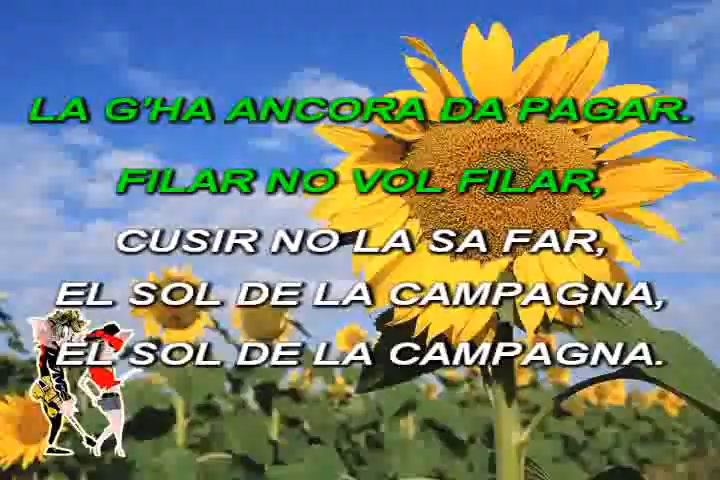 LA G'HA ANCORA DA PAGAR.
FILAR NO VOL FILAR,
CUSIR NO LA SA FAR,
EL SOL DE LA CAMPAGNA,
EL SOL DE LA CAMPAGNA.